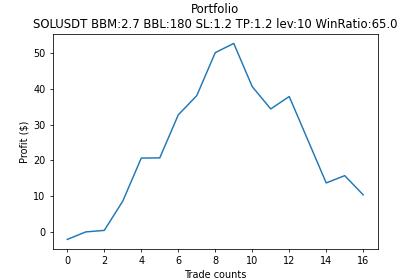 Portfolio
SOLUSDT BBM:2.7 BBL:180 SL:1.2 TP:1.2 lev:10 WinRatio:65.0
Profit ($)
50
40
30
20
10
0
0 2 4 6 8 10 12 14 16
Trade counts